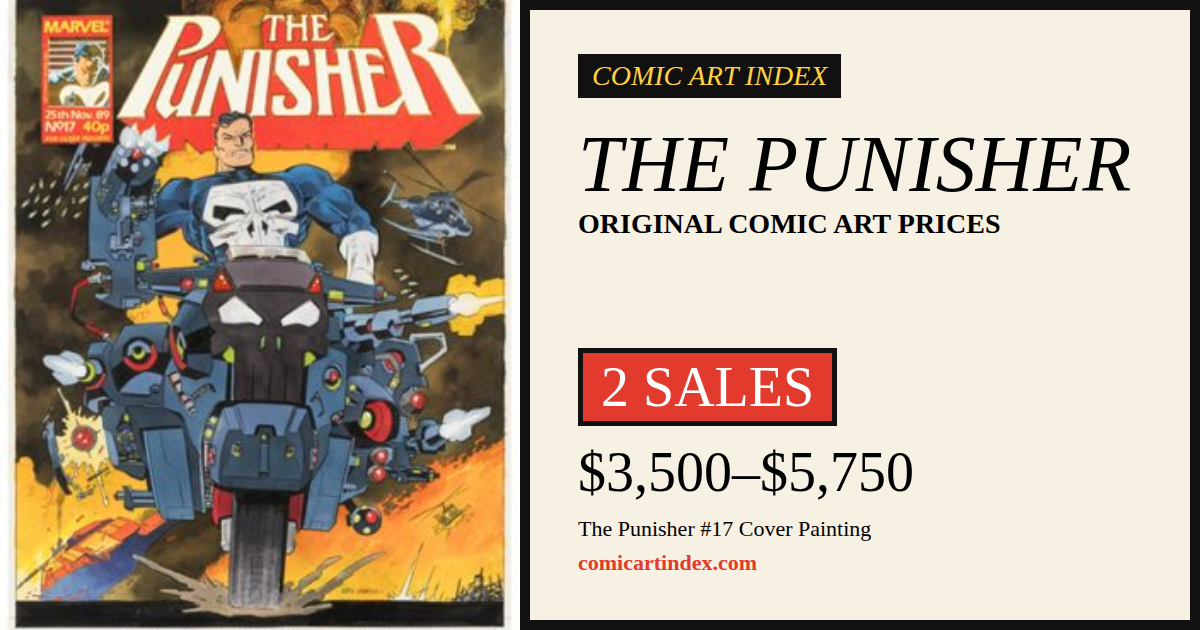 MARVEL
25th Nov. 89
Nº17 40p
THE
PUNISHER
TM
COMIC ART INDEX
THE PUNISHER
ORIGINAL COMIC ART PRICES
2 SALES
$3,500–$5,750
The Punisher #17 Cover Painting
comicartindex.com